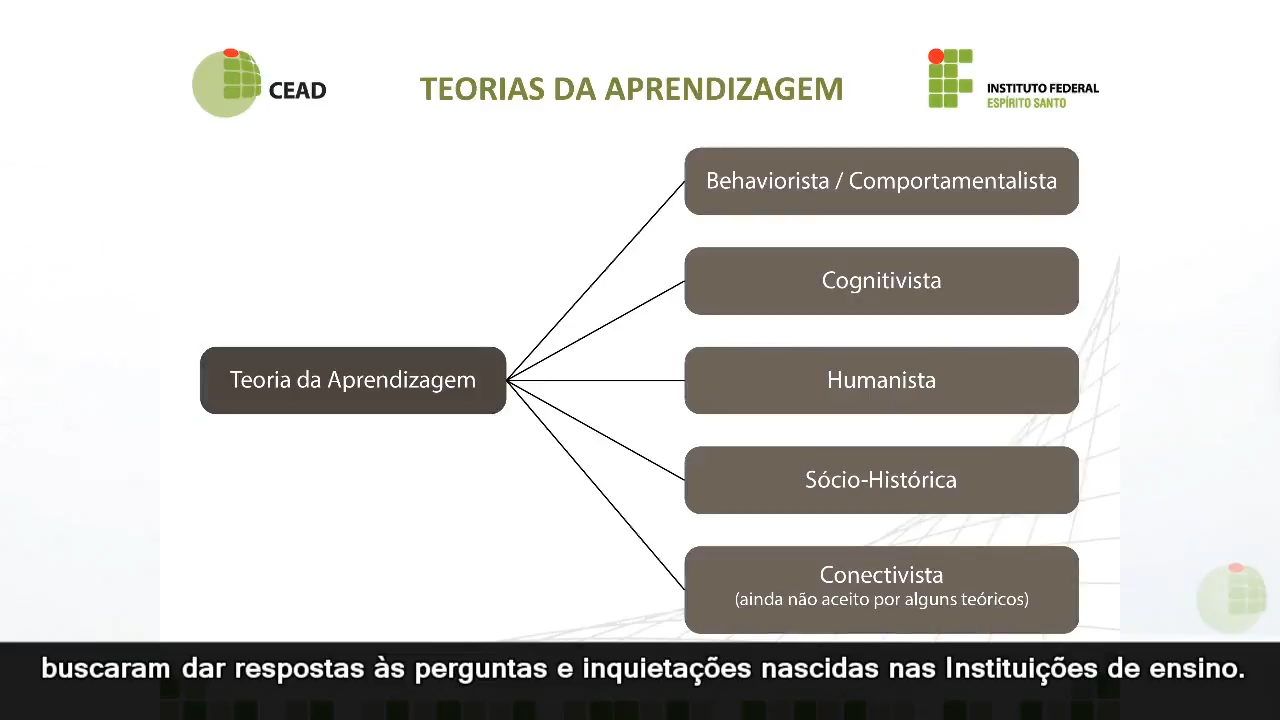 CEAD
TEORIAS DA APRENDIZAGEM
INSTITUTO FEDERAL
ESPÍRITO SANTO
Behaviorista / Comportamentalista
Cognitivista
Teoria da Aprendizagem
Humanista
Sócio-Histórica
Conectivista
(ainda não aceito por alguns teóricos)
buscaram dar respostas às perguntas e inquietações nascidas nas Instituições de ensino.